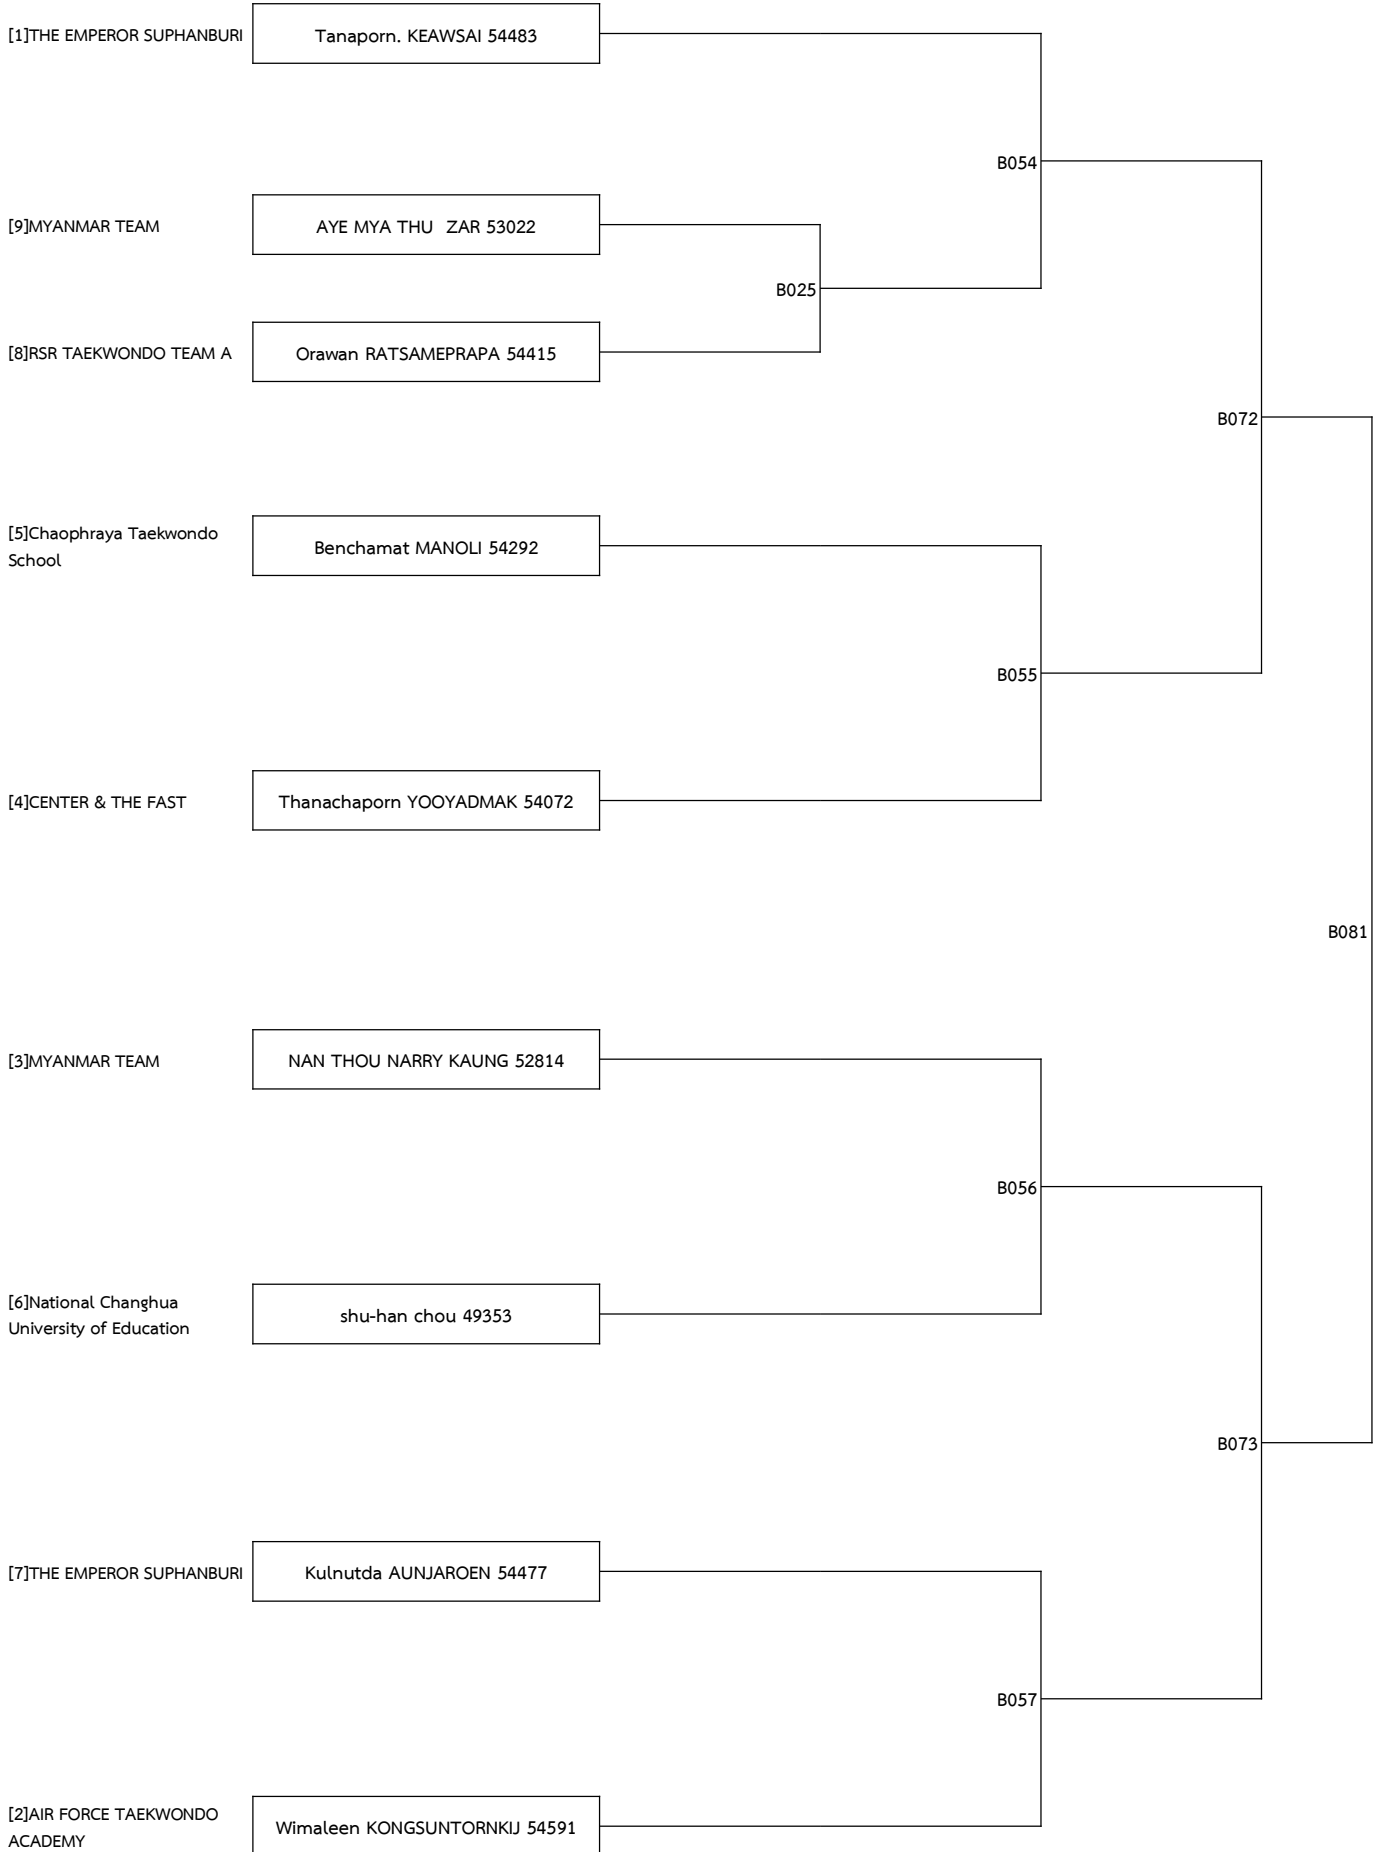 [1]THE EMPEROR SUPHANBURI
Tanaporn. KEAWSAI 54483
B054
[9]MYANMAR TEAM
AYE MYA THU  ZAR 53022
B025
[8]RSR TAEKWONDO TEAM A
Orawan RATSAMEPRAPA 54415
B072
[5]Chaophraya Taekwondo
School
Benchamat MANOLI 54292
B055
[4]CENTER & THE FAST
Thanachaporn YOOYADMAK 54072
B081
[3]MYANMAR TEAM
NAN THOU NARRY KAUNG 52814
B056
[6]National Changhua
University of Education
shu-han chou 49353
B073
[7]THE EMPEROR SUPHANBURI
Kulnutda AUNJAROEN 54477
B057
[2]AIR FORCE TAEKWONDO
ACADEMY
Wimaleen KONGSUNTORNKIJ 54591